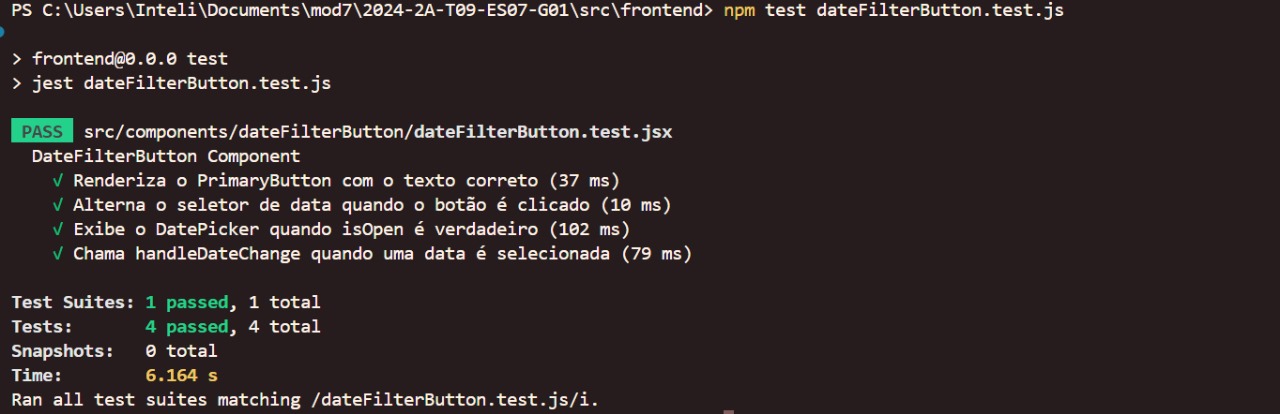 PS C:\Users\Inteli\Documents\mod7\2024-2A-T09-ES07-G01\src\frontend> npm test dateFilterButton.test.js
> frontend@0.0.0 test
> jest dateFilterButton.test.js
PASS src/components/dateFilterButton/dateFilterButton.test.jsx
DateFilterButton Component
√ Renderiza o PrimaryButton com o texto correto (37 ms)
√ Alterna o seletor de data quando o botão é clicado (10 ms)
√ Exibe o DatePicker quando isOpen é verdadeiro (102 ms)
√ Chama handleDateChange quando uma data é selecionada (79 ms)
Test Suites: 1 passed, 1 total
Tests: 4 passed, 4 total
Snapshots: 0 total
Time: 6.164 s
Ran all test suites matching /dateFilterButton.test.js/i.